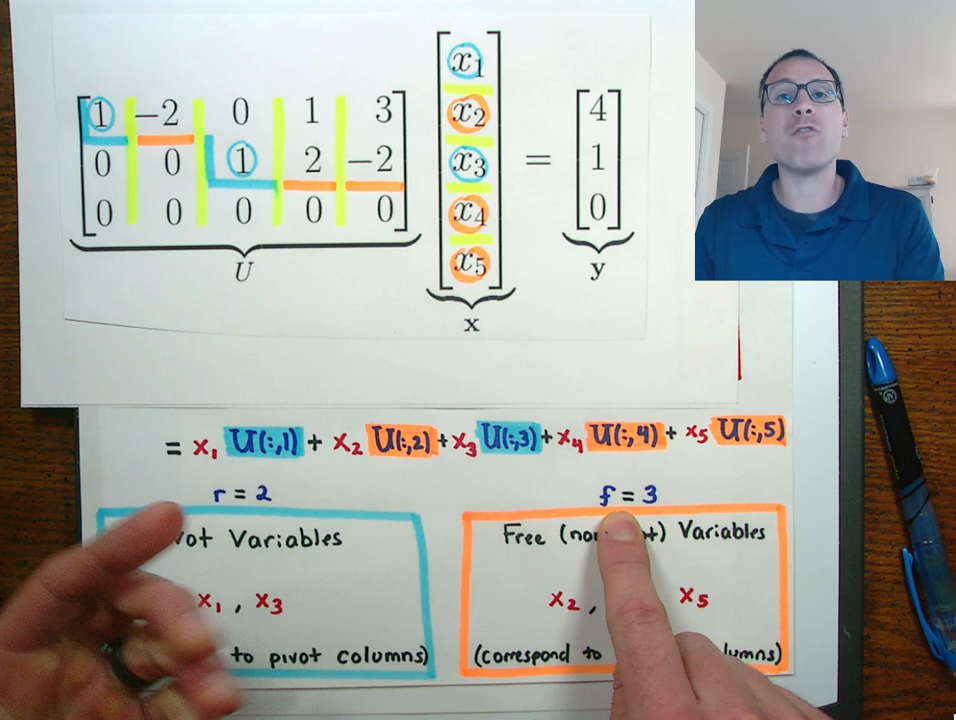 1 −2 0 1 3
0 0 1 2 −2
0 0 0 0 0
U
x1
x2
x3
x4
x5
x
=
4
1
0
y
= x1 U(:,1) + x2 U(:,2) + x3 U(:,3) + x4 U(:,4) + x5 U(:,5)
r = 2
f = 3
Variables
x1 , x3
to pivot columns)
Free Variables
x2 , x5
(correspond to